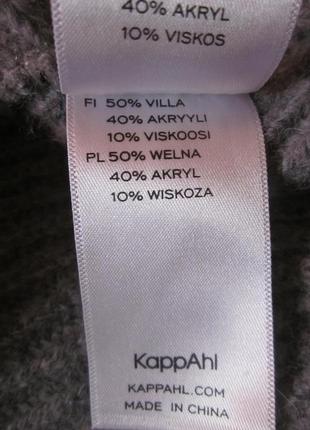 40% AKRYL
10% VISKOS
FI 50% VILLA
40% AKRYYLI
10% VISKOOSI
PL 50% WELNA
40% AKRYL
10% WISKOZA
KappAhl
KAPPAHL.COM
MADE IN CHINA